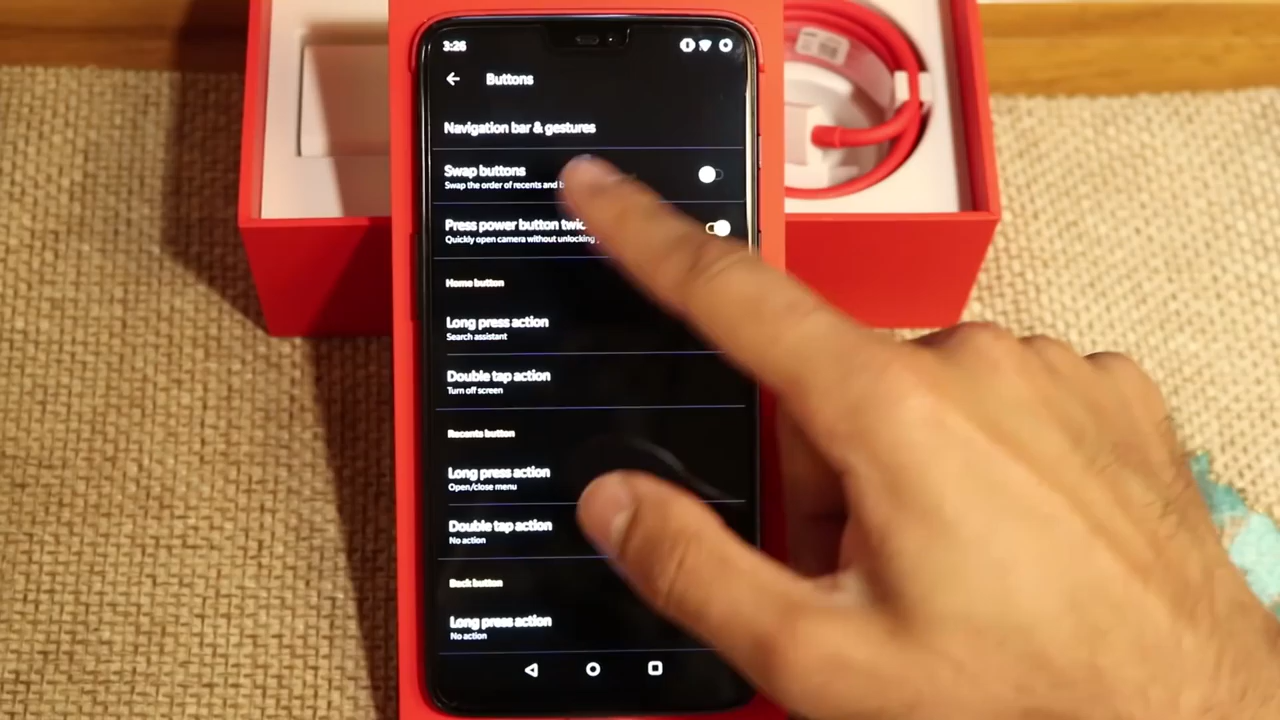 3:26
Buttons
Navigation bar & gestures
Swap buttons
Swap the order of recents and
Press power button
Quickly open camera without unlocking
Home button
Long press action
Search assistant
Double tap action
Turn off screen
Recents button
Long press action
Open/close menu
Double tap action
No action
Back button
Long press action
No action